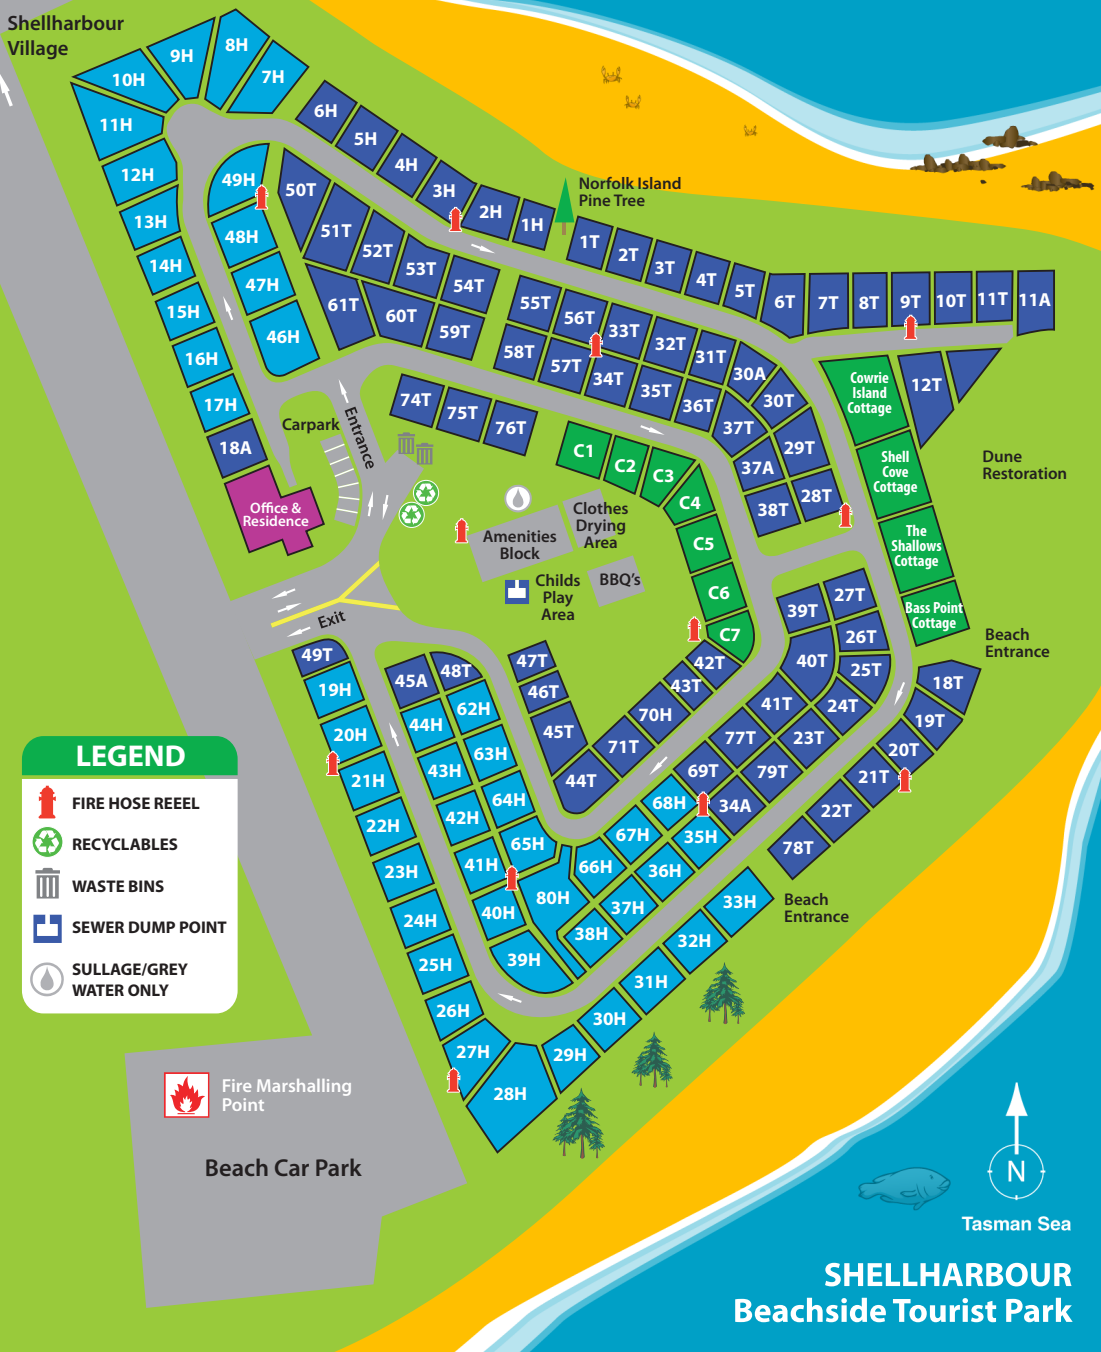 Shellharbour
Village
8H
9H
7H
10H
11H
6H
5H
4H
3H
2H
1H
Norfolk Island
Pine Tree
12H
13H
14H
15H
16H
17H
18A
49H
48H
47H
46H
50T
51T
52T
53T
54T
61T
60T
59T
55T
56T
33T
32T
31T
30A
30T
58T
57T
34T
35T
36T
37T
29T
37A
28T
38T
1T
2T
3T
4T
5T
6T
7T
8T
9T
10T
11T
11A
12T
Cowrie
Island
Cottage
Shell
Cove
Cottage
The
Shallows
Cottage
Bass Point
Cottage
Dune
Restoration
Beach
Entrance
74T
75T
76T
Carpark
Entrance
Office &
Residence
C1
C2
C3
C4
C5
C6
C7
Clothes
Drying
Area
Amenities
Block
Childs
Play
Area
BBQ's
Exit
49T
19H
20H
21H
22H
23H
24H
25H
26H
27H
28H
29H
30H
31H
32H
33H
45A
48T
44H
62H
43H
63H
42H
64H
41H
65H
40H
80H
39H
38H
66H
37H
67H
36H
68H
35H
34A
69T
79T
77T
23T
41T
24T
40T
25T
39T
26T
27T
47T
46T
45T
44T
71T
70H
43T
42T
18T
19T
20T
21T
22T
78T
Beach
Entrance
LEGEND
FIRE HOSE REEEL
RECYCLABLES
WASTE BINS
SEWER DUMP POINT
SULLAGE/GREY
WATER ONLY
Fire Marshalling
Point
Beach Car Park
N
Tasman Sea
SHELLHARBOUR
Beachside Tourist Park